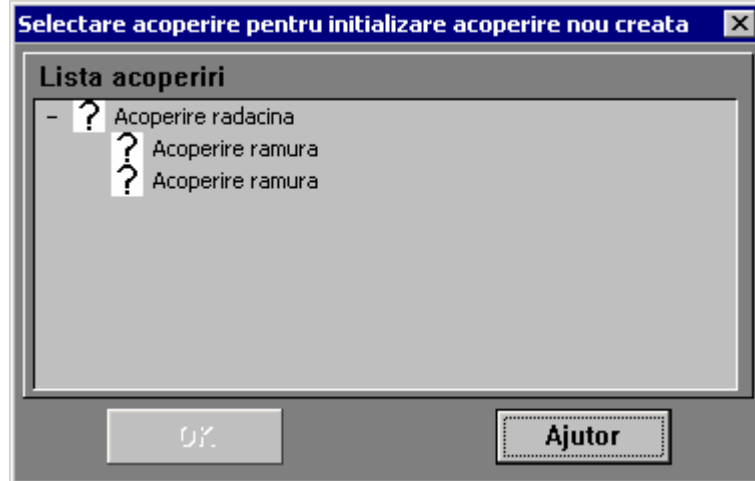 Selectare acoperire pentru initializare acoperire nou creata
Lista acoperiri
Acoperire radacina
Acoperire ramura
Acoperire ramura
OK
Ajutor